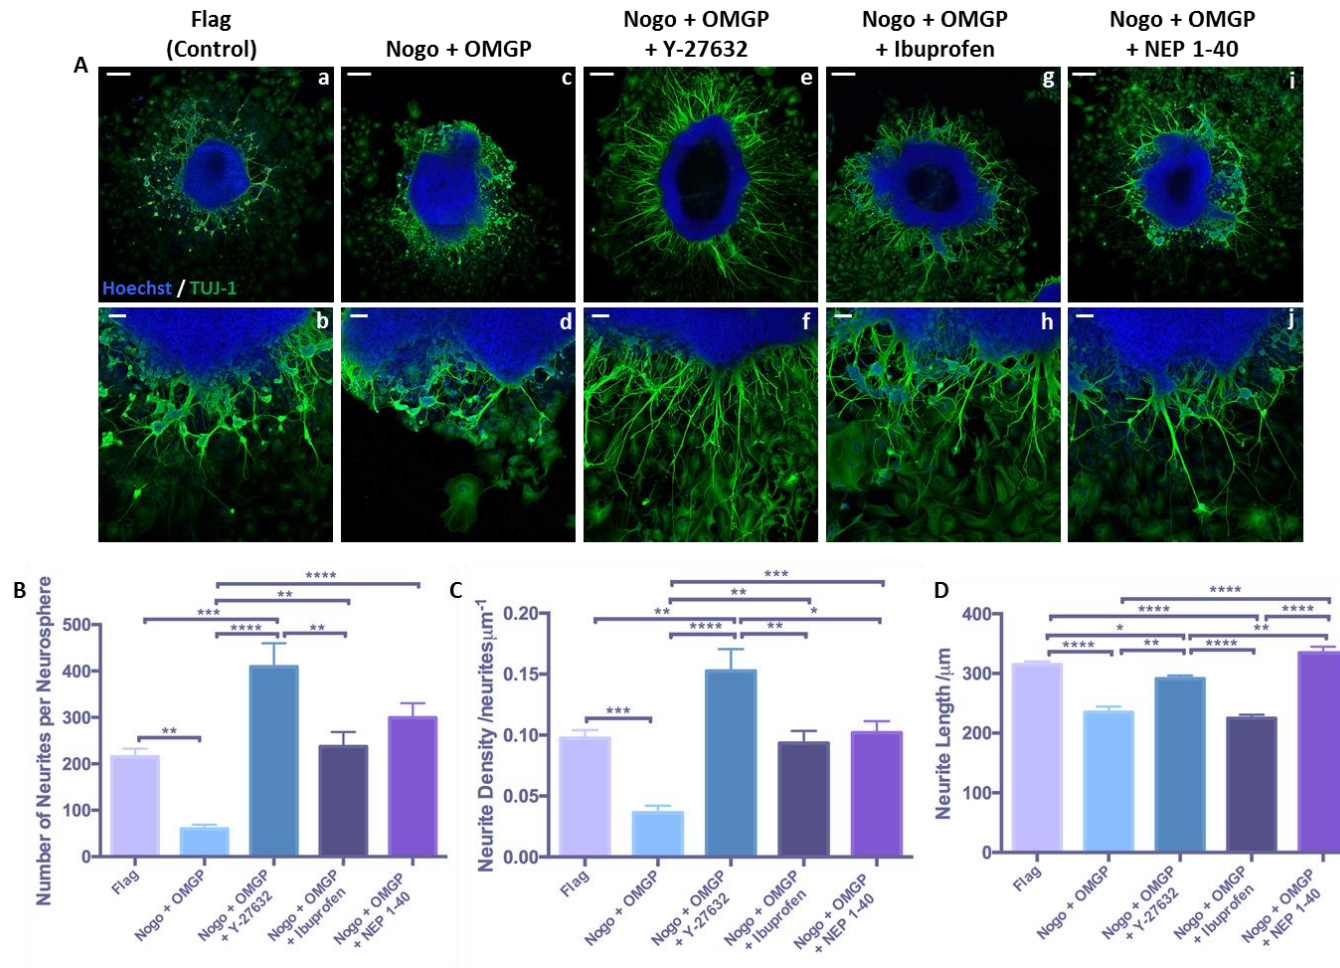 Flag
(Control)
Nogo + OMGP
Nogo + OMGP
+ Y-27632
Nogo + OMGP
+ Ibuprofen
Nogo + OMGP
+ NEP 1-40
A
a
c
e
g
i
Hoechst / TUJ-1
b
d
f
h
j
B
Number of Neurites per Neurosphere
500
400
300
200
100
0
****
**
***
****
**
**
Flag
Nogo + OMGP
Nogo + OMGP
+ Y-27632
Nogo + OMGP
+ Ibuprofen
Nogo + OMGP
+ NEP 1-40
C
Neurite Density /neuritesµm-1
0.20
0.15
0.10
0.05
0.00
***
**
**
*
****
**
***
Flag
Nogo + OMGP
Nogo + OMGP
+ Y-27632
Nogo + OMGP
+ Ibuprofen
Nogo + OMGP
+ NEP 1-40
D
Neurite Length /µm
400
300
200
100
0
****
****
****
*
**
****
**
****
Flag
Nogo + OMGP
Nogo + OMGP
+ Y-27632
Nogo + OMGP
+ Ibuprofen
Nogo + OMGP
+ NEP 1-40